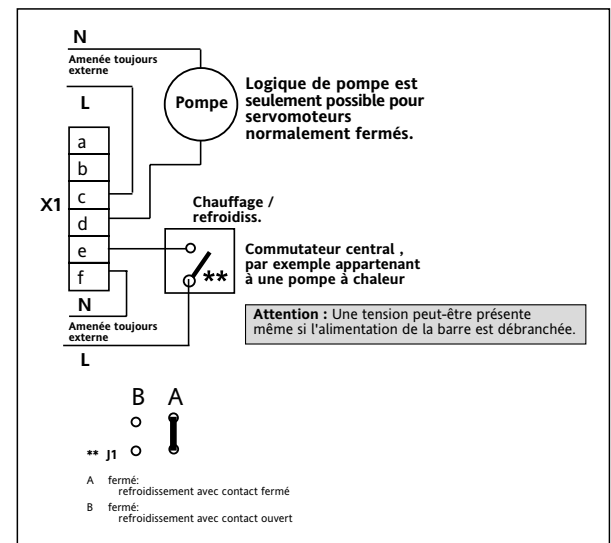 N
Amenée toujours
externe
L
Pompe
Logique de pompe est
seulement possible pour
servomoteurs
normalement fermés.
X1
a
b
c
d
e
f
Chauffage /
refroidiss.
**
Commutateur central ,
par exemple appartenant
à une pompe à chaleur
N
Amenée toujours
externe
L
Attention : Une tension peut-être présente
même si l'alimentation de la barre est débranchée.
B A
** J1
A fermé:
refroidissement avec contact fermé
B fermé:
refroidissement avec contact ouvert